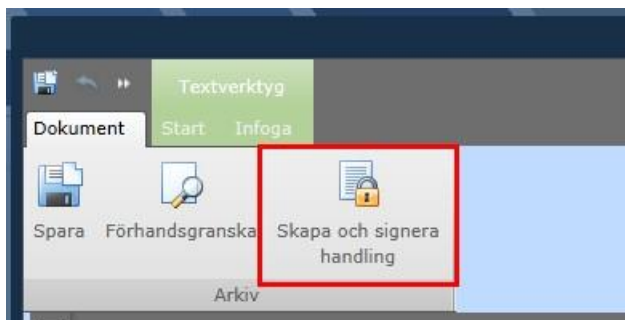 Textverktyg
Dokument Start Infoga
Spara Förhandsgranska Skapa och signera
handling
Arkiv